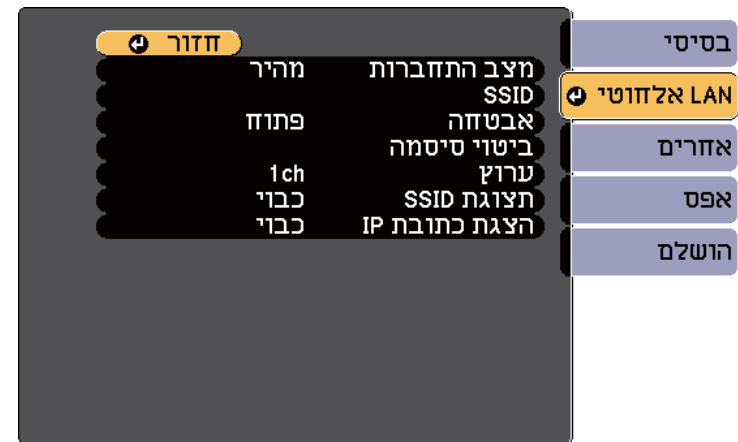 חזור
מצב התחברות מהיר
SSID
אבטחה פתוח
ביטוי סיסמה
ערוץ 1ch
תצוגת SSID כבוי
הצגת כתובת IP כבוי
בסיסי
LAN אלחוטי
אחרים
אפס
הושלם